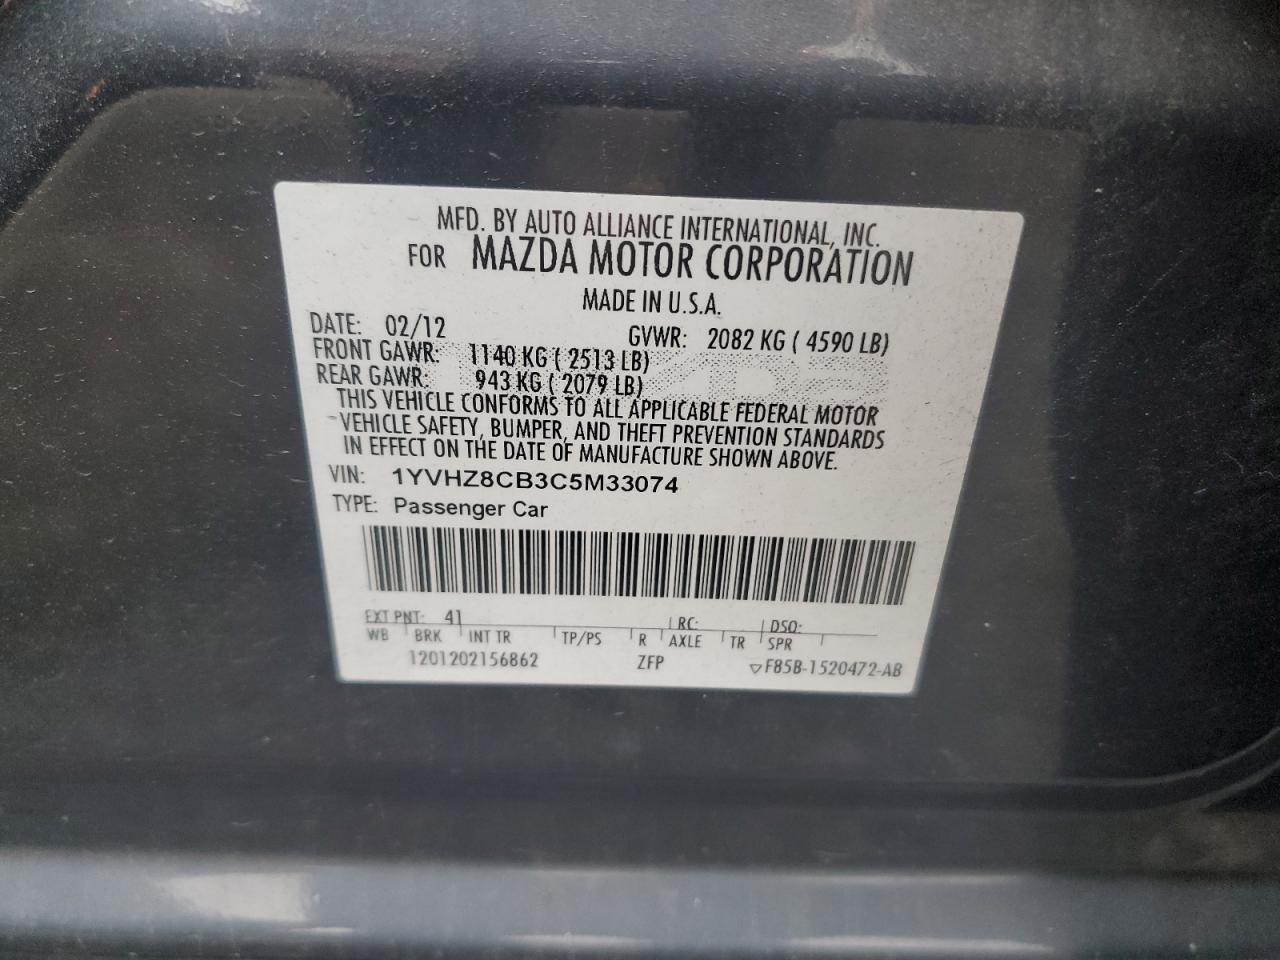 MFD. BY AUTO ALLIANCE INTERNATIONAL, INC.
FOR MAZDA MOTOR CORPORATION
MADE IN U.S.A.
DATE: 02/12 GVWR: 2082 KG ( 4590 LB)
FRONT GAWR: 1140 KG ( 2513 LB)
REAR GAWR: 943 KG ( 2079 LB)
THIS VEHICLE CONFORMS TO ALL APPLICABLE FEDERAL MOTOR
VEHICLE SAFETY, BUMPER, AND THEFT PREVENTION STANDARDS
IN EFFECT ON THE DATE OF MANUFACTURE SHOWN ABOVE.
VIN: 1YVHZ8CB3C5M33074
TYPE: Passenger Car
EXT PNT: 41 RC: DSO:
WB BRK INT TR TP/PS R AXLE TR SPR
1201202156862 ZFP ▽F85B-1520472-AB